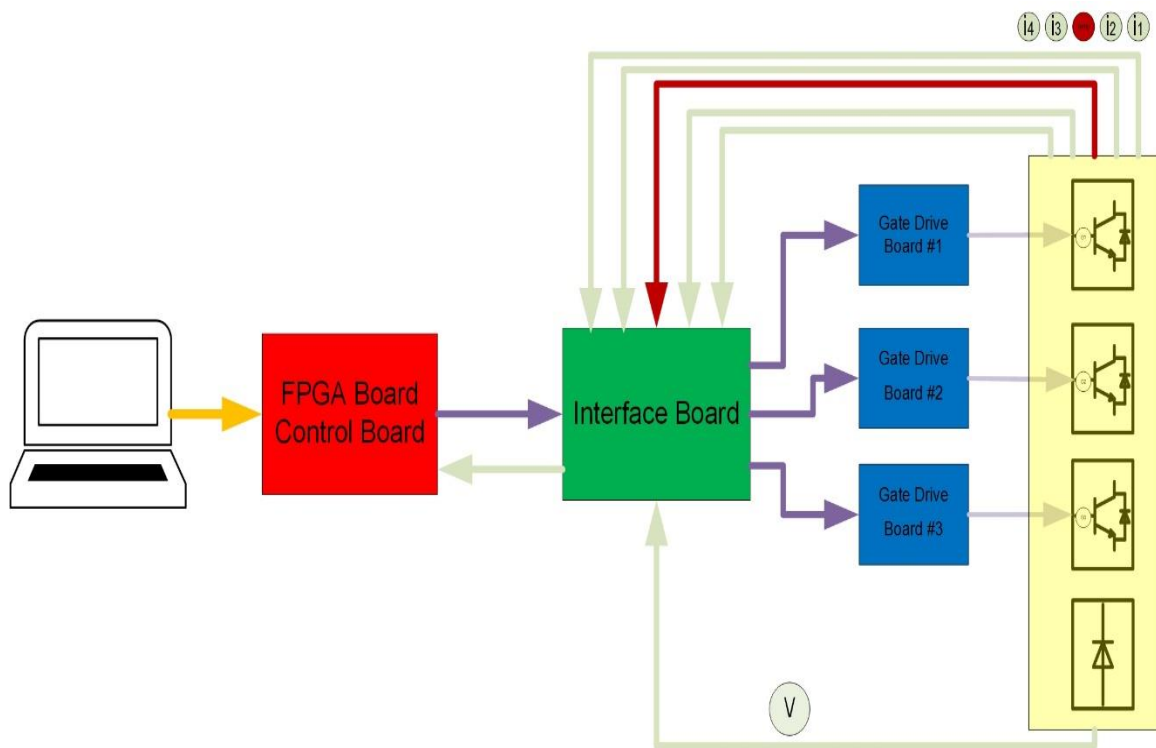 i4 i3 i2 i1
Gate Drive
Board #1
FPGA Board
Control Board
Interface Board
Gate Drive
Board #2
Gate Drive
Board #3
V